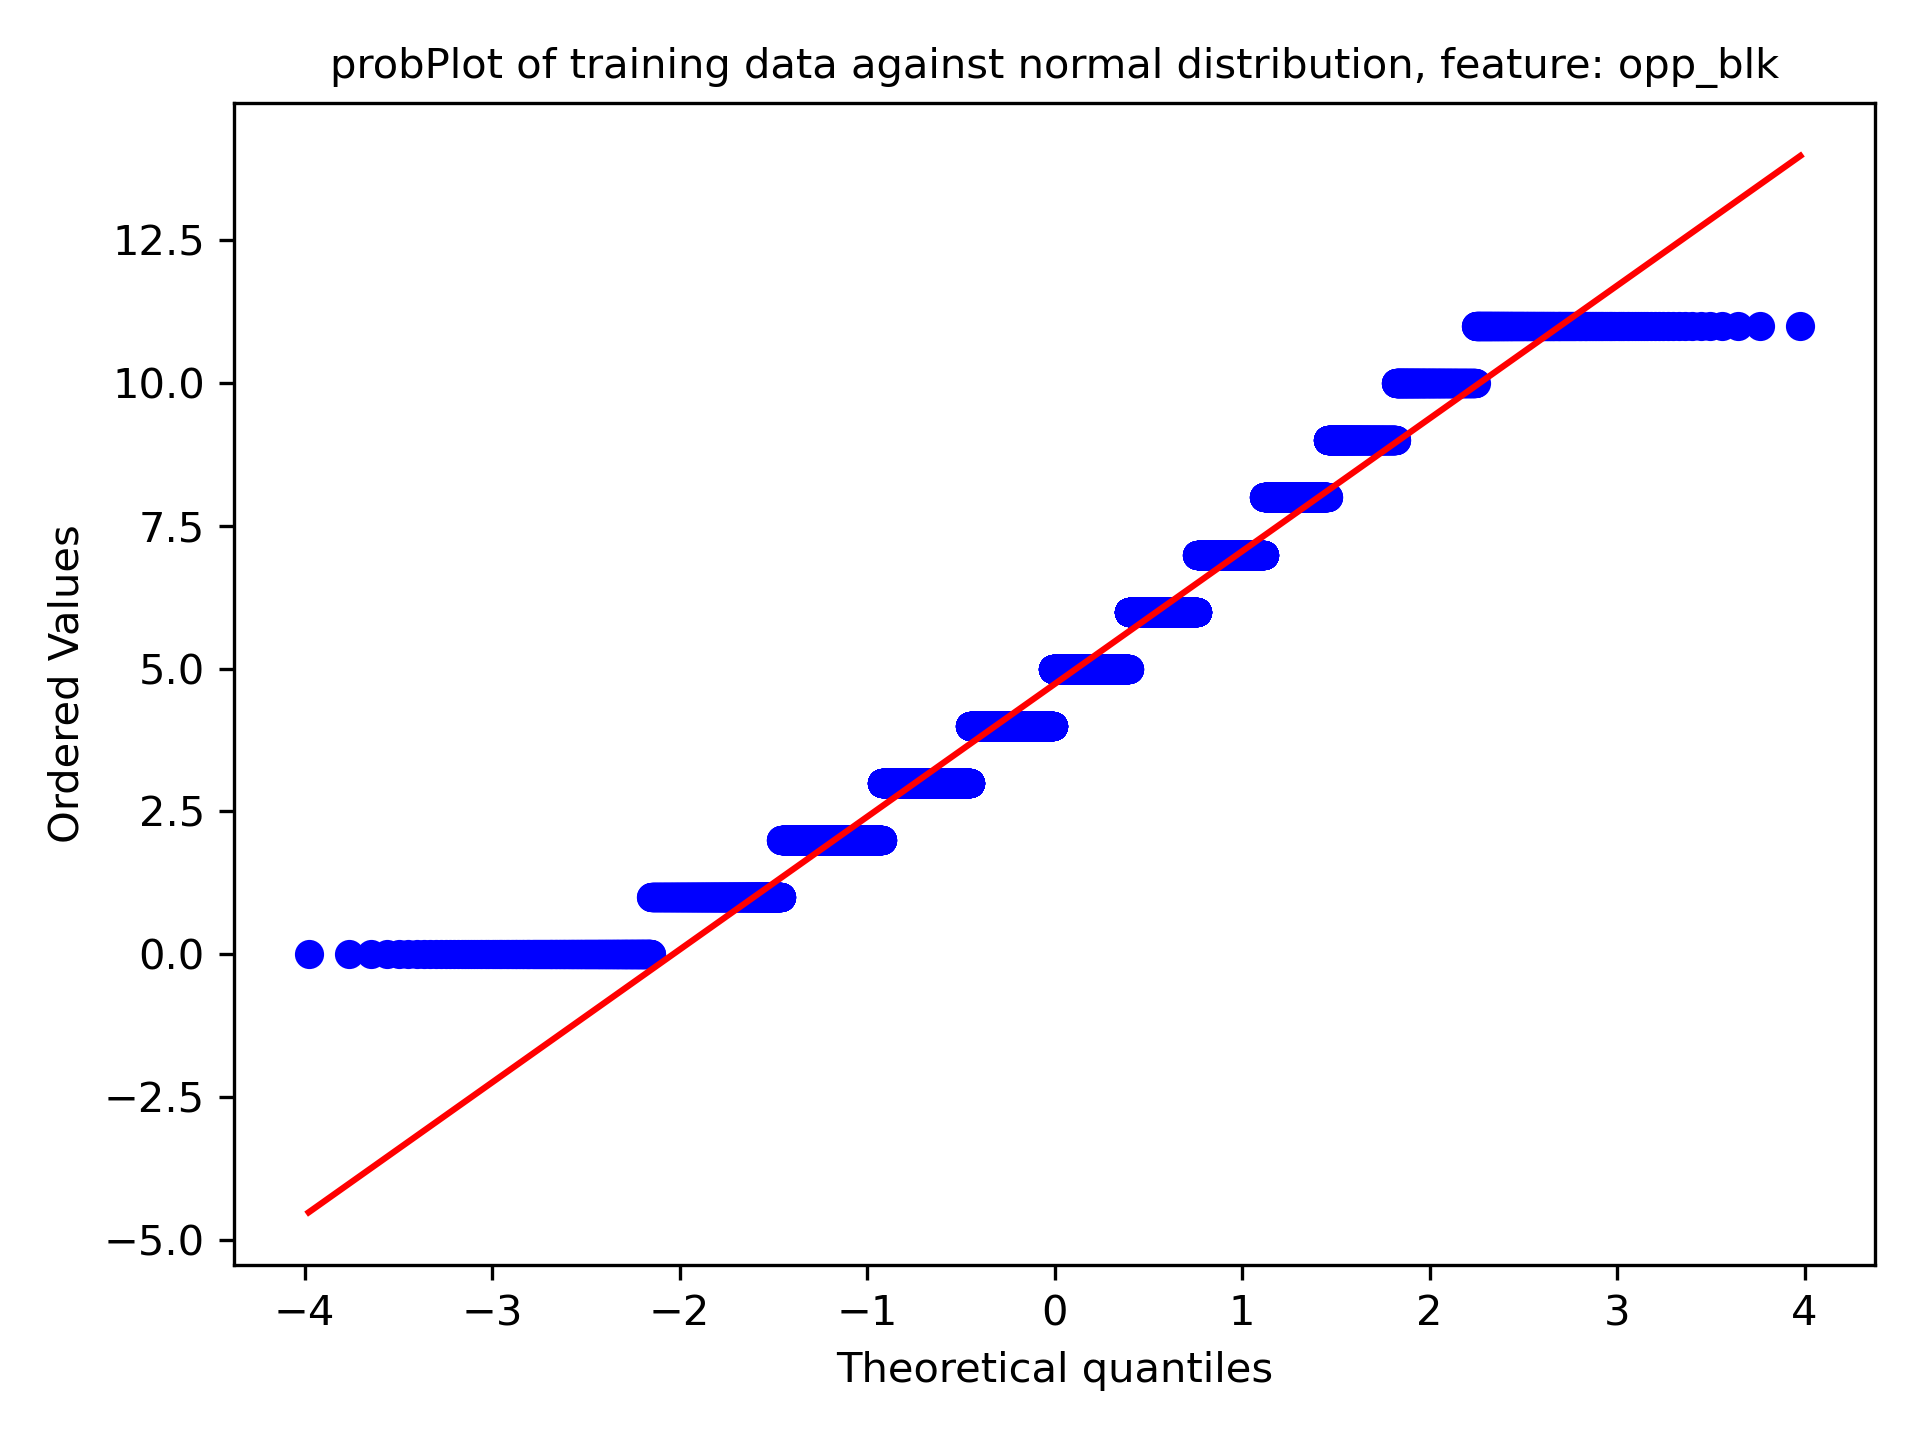 probPlot of training data against normal distribution, feature: opp_blk
12.5
10.0
7.5
5.0
2.5
0.0
−2.5
−5.0
Ordered Values
−4 −3 −2 −1 0 1 2 3 4
Theoretical quantiles